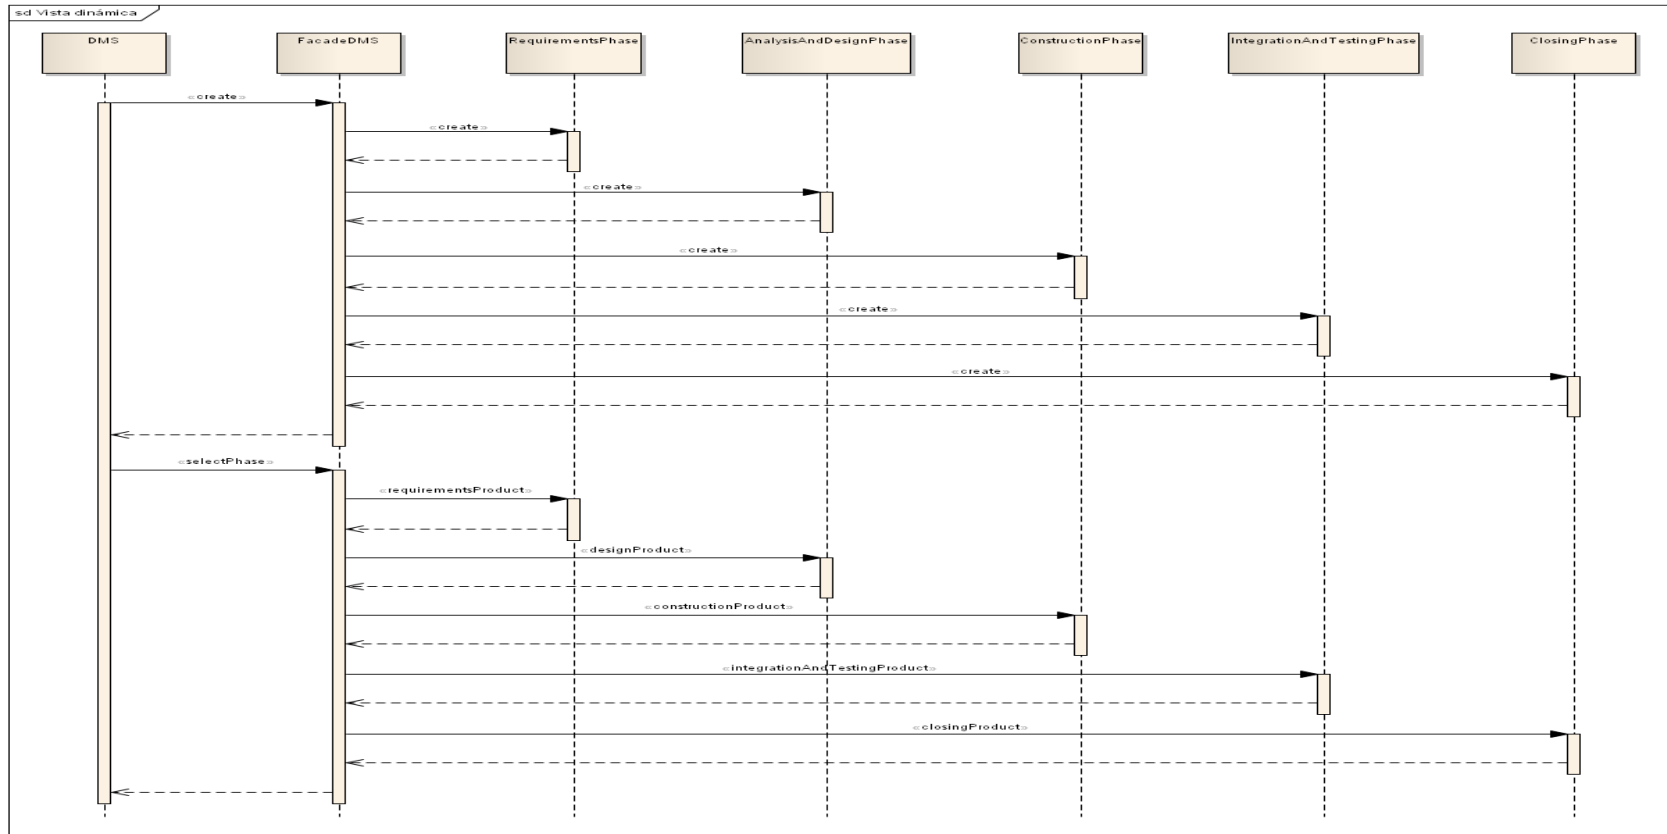 sd Vista dinámica
DMS
FacadeDMS
RequirementsPhase
AnalysisAndDesignPhase
ConstructionPhase
IntegrationAndTestingPhase
ClosingPhase
«create»
«create»
«create»
«create»
«create»
«create»
«selectPhase»
«requirementsProduct»
«designProduct»
«constructionProduct»
«integrationAndTestingProduct»
«closingProduct»